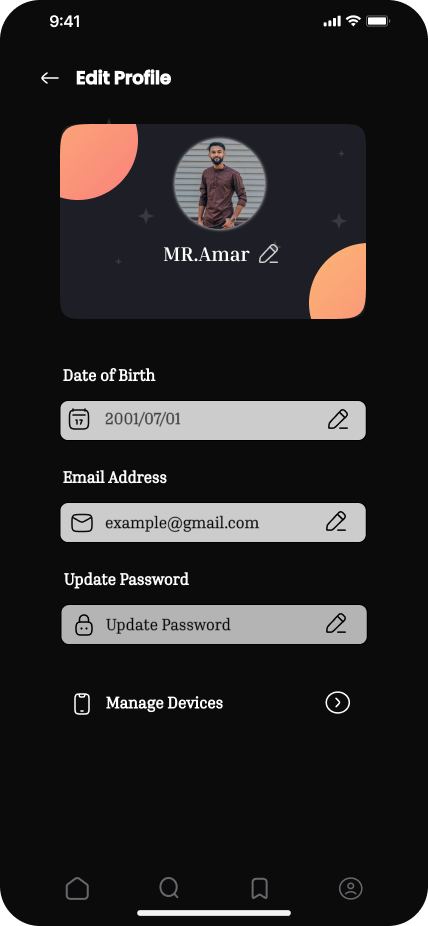 9:41
Edit Profile
MR.Amar
Date of Birth
17
2001/07/01
Email Address
example@gmail.com
Update Password
Update Password
Manage Devices